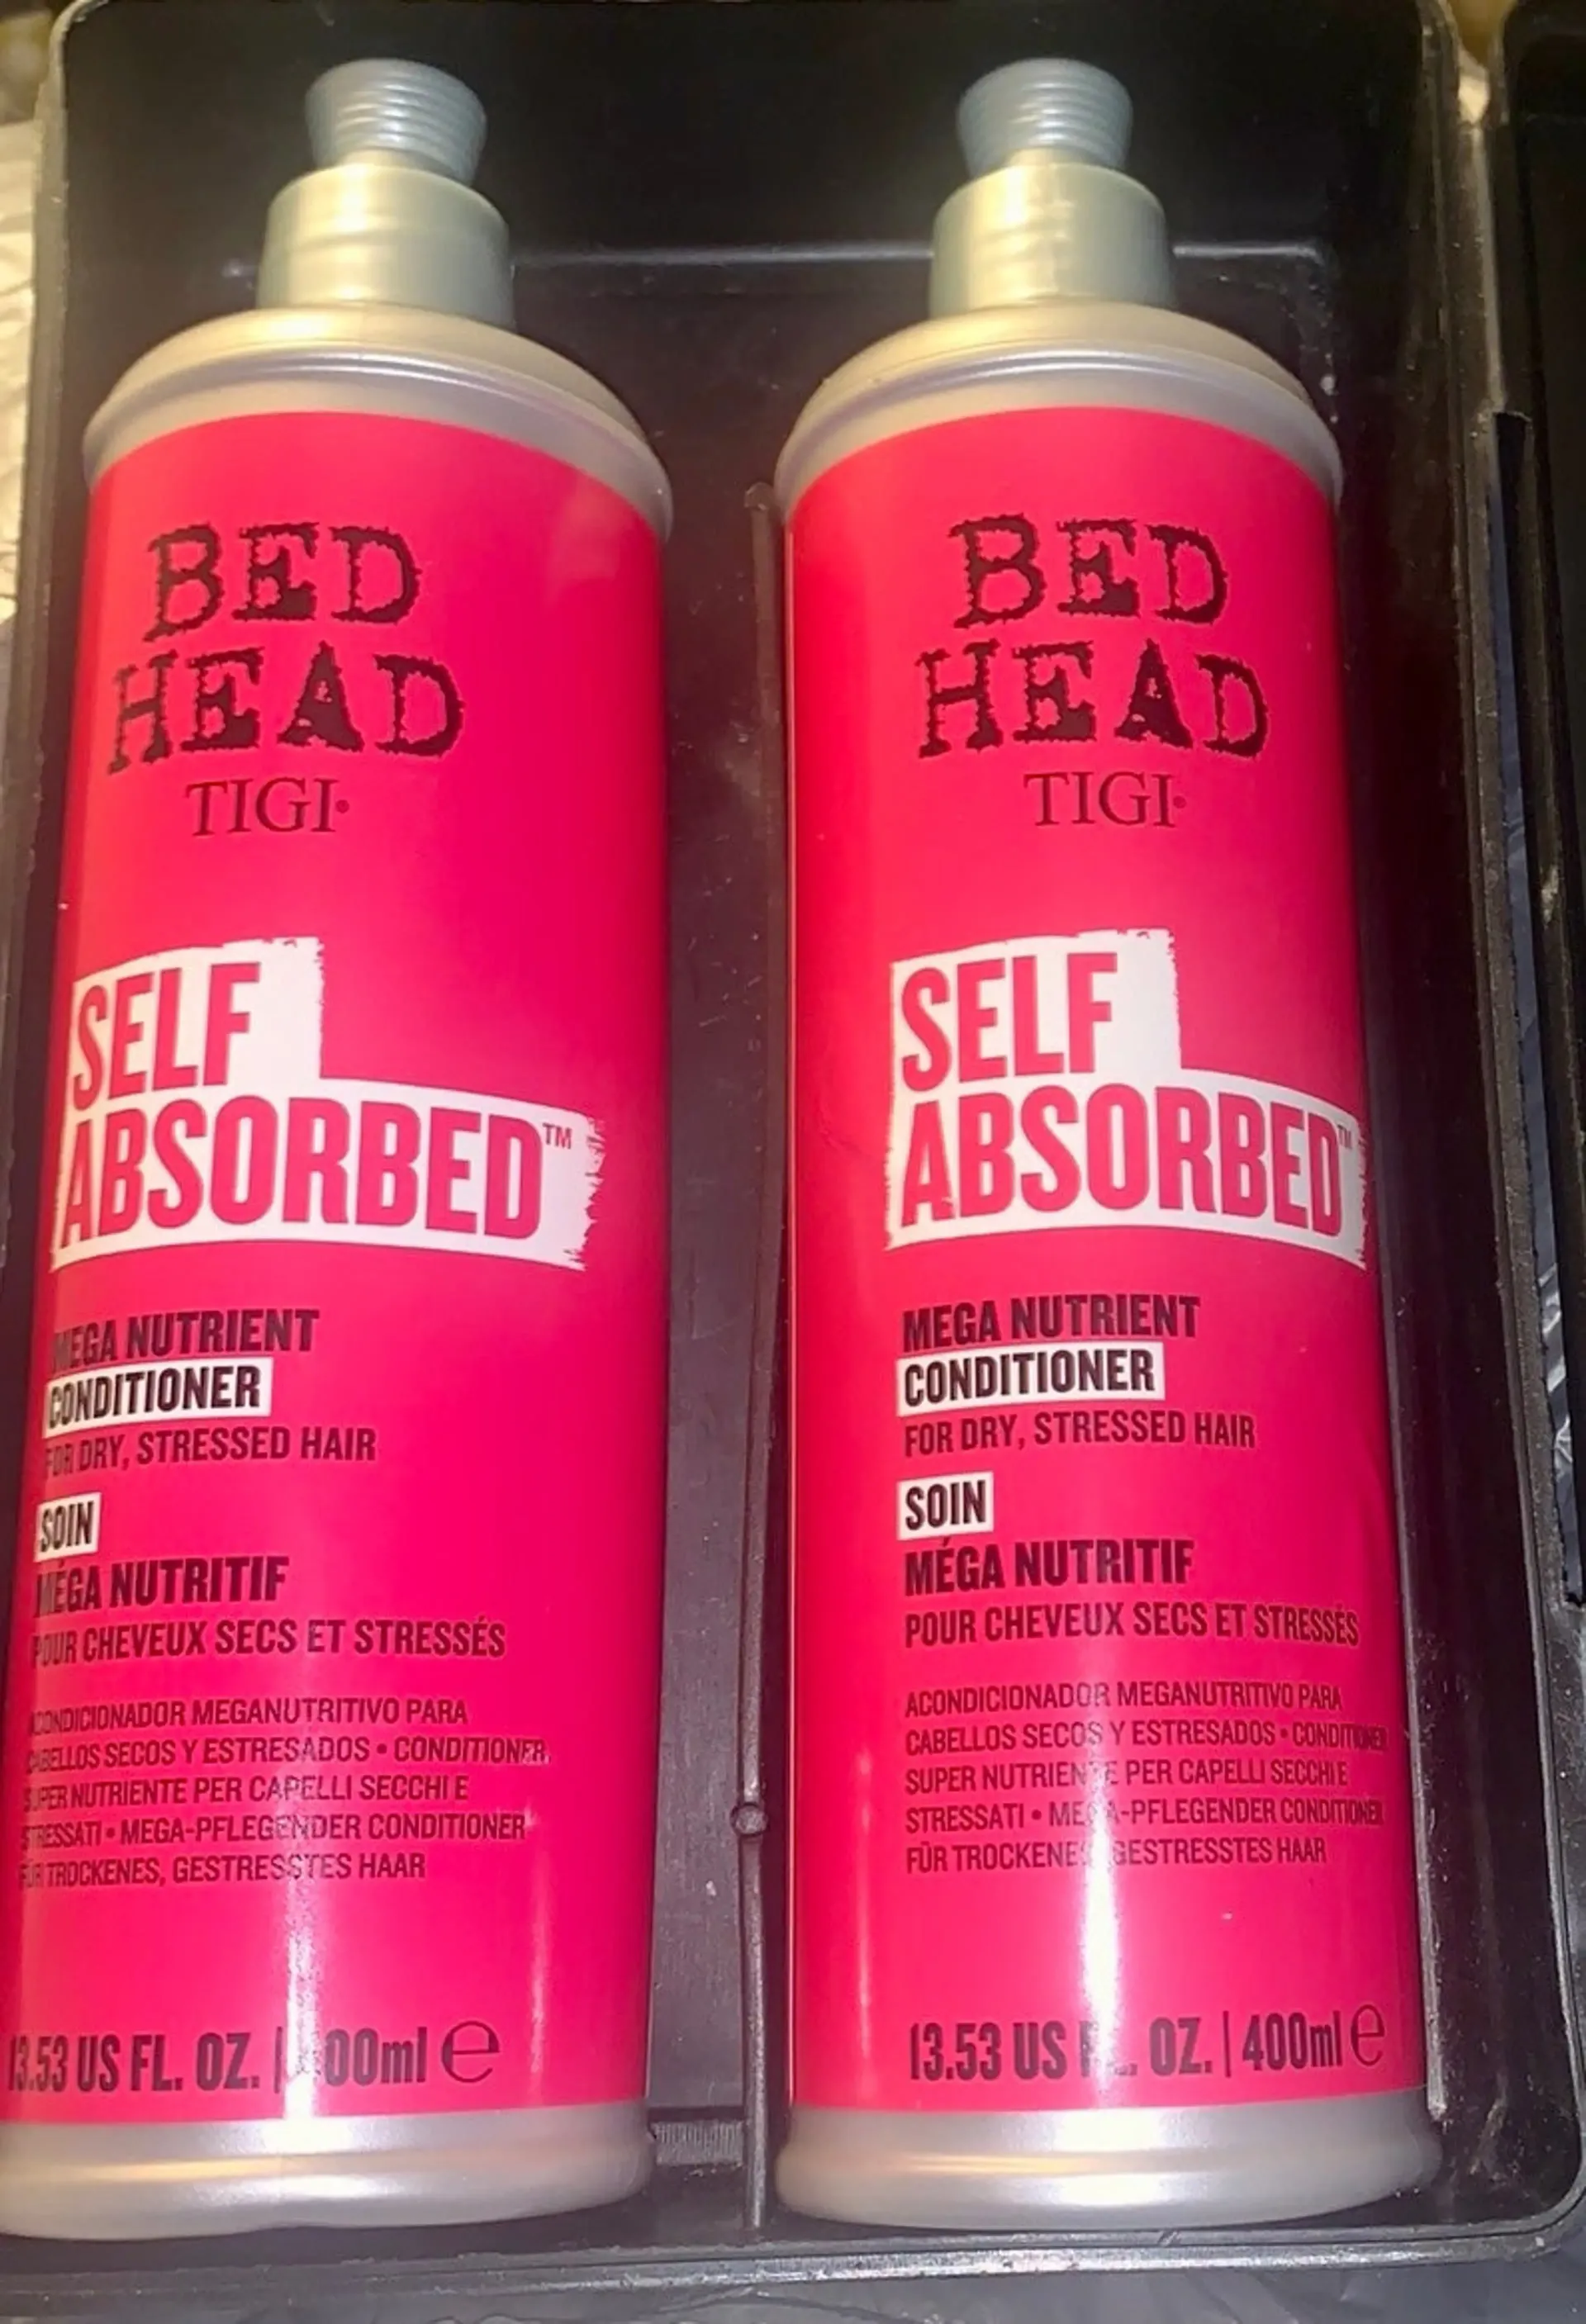 BED
HEAD
TIGI
SELF
ABSORBED™
MEGA NUTRIENT
CONDITIONER
FOR DRY, STRESSED HAIR
SOIN
MÉGA NUTRITIF
POUR CHEVEUX SECS ET STRESSÉS
ACONDICIONADOR MEGANUTRITIVO PARA
CABELLOS SECOS Y ESTRESADOS • CONDITIONER
SUPER NUTRIENTE PER CAPELLI SECCHI E
STRESSATI • MEGA-PFLEGENDER CONDITIONER
FÜR TROCKENES, GESTRESSTES HAAR
13.53 US FL. OZ. | 400ml ℮
BED
HEAD
TIGI
SELF
ABSORBED™
MEGA NUTRIENT
CONDITIONER
FOR DRY, STRESSED HAIR
SOIN
MÉGA NUTRITIF
POUR CHEVEUX SECS ET STRESSÉS
ACONDICIONADOR MEGANUTRITIVO PARA
CABELLOS SECOS Y ESTRESADOS • CONDITIONER
SUPER NUTRIENTE PER CAPELLI SECCHI E
STRESSATI • MEGA-PFLEGENDER CONDITIONER
FÜR TROCKENES, GESTRESSTES HAAR
13.53 US FL. OZ. | 400ml ℮